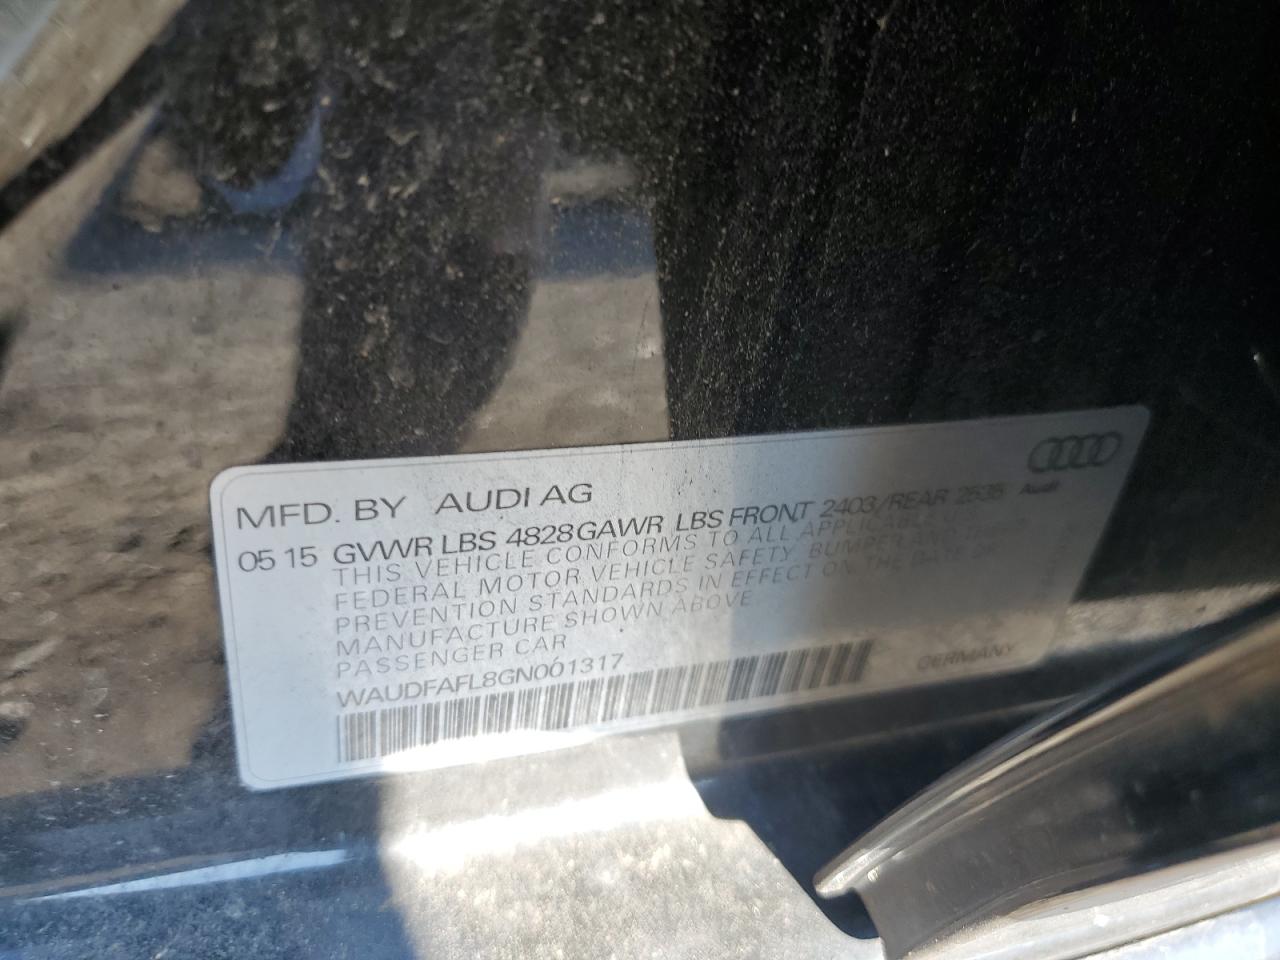 MFD. BY AUDI AG
05 15 GVWR LBS 4828 GAWR LBS FRONT 2403/REAR 2535 Audi
THIS VEHICLE CONFORMS TO ALL APPLICABLE U.S.
FEDERAL MOTOR VEHICLE SAFETY, BUMPER AND THEFT
PREVENTION STANDARDS IN EFFECT ON THE DATE OF
MANUFACTURE SHOWN ABOVE.
PASSENGER CAR
WAUDFAFL8GN001317
GERMANY